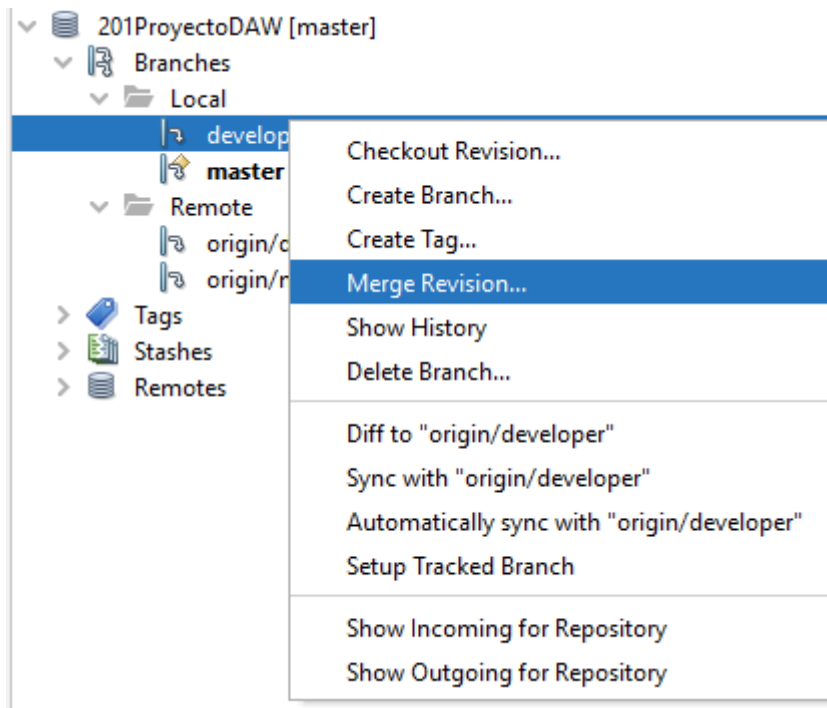 201ProyectoDAW [master]
Branches
Local
develop
master
Remote
origin/d
origin/
Tags
Stashes
Remotes
Checkout Revision...
Create Branch...
Create Tag...
Merge Revision...
Show History
Delete Branch...
Diff to "origin/developer"
Sync with "origin/developer"
Automatically sync with "origin/developer"
Setup Tracked Branch
Show Incoming for Repository
Show Outgoing for Repository